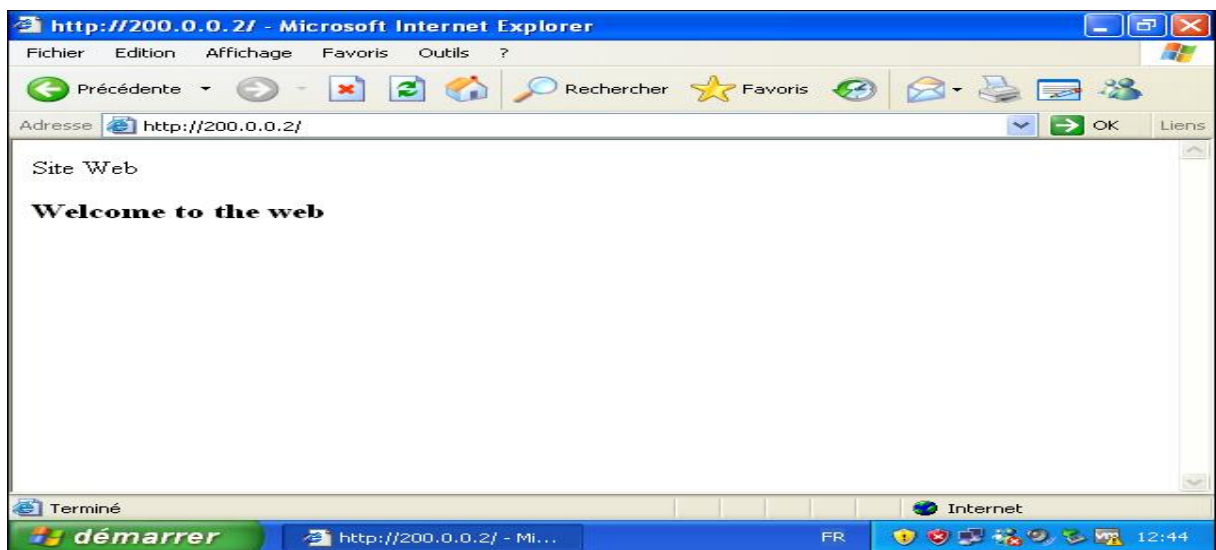 http://200.0.0.2/ - Microsoft Internet Explorer
Fichier Edition Affichage Favoris Outils ?
Précédente Rechercher Favoris
Adresse http://200.0.0.2/ OK Liens
Site Web
Welcome to the web
Terminé Internet
démarrer http://200.0.0.2/ - Mi... FR 12:44